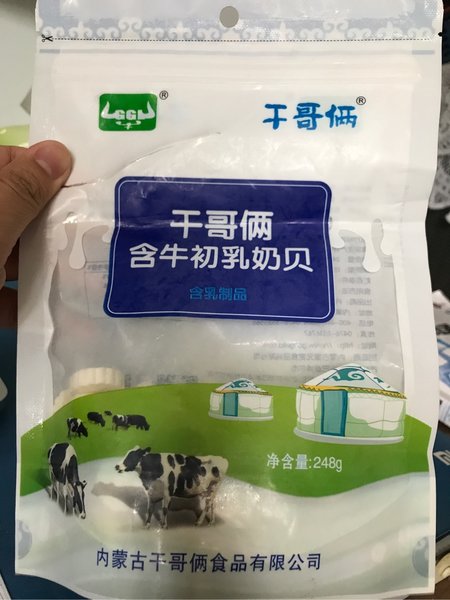 GG
®
干哥俩®
干哥俩
含牛初乳奶贝
含乳制品
净含量:248g
内蒙古干哥俩食品有限公司